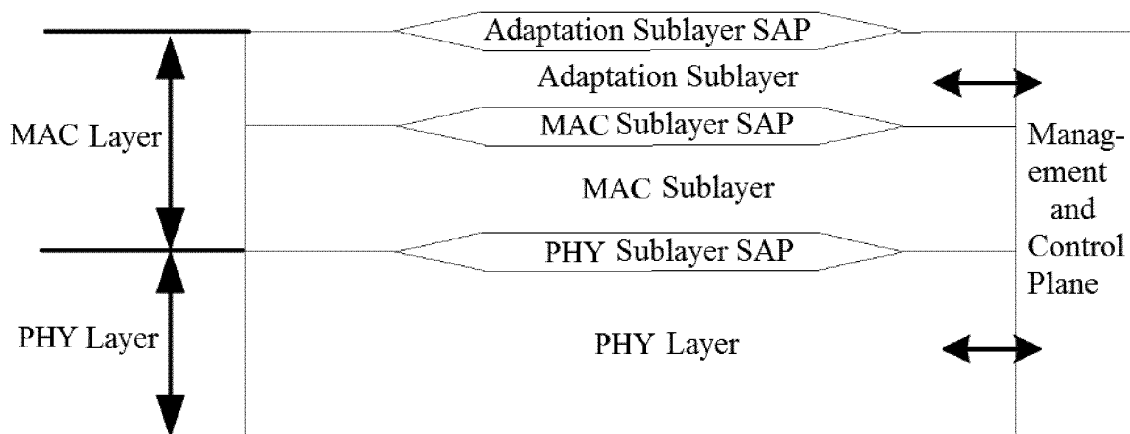 Adaptation Sublayer SAP
Adaptation Sublayer
MAC Layer
MAC Sublayer SAP
MAC Sublayer
PHY Sublayer SAP
PHY Layer
PHY Layer
Manag-
ement
and
Control
Plane